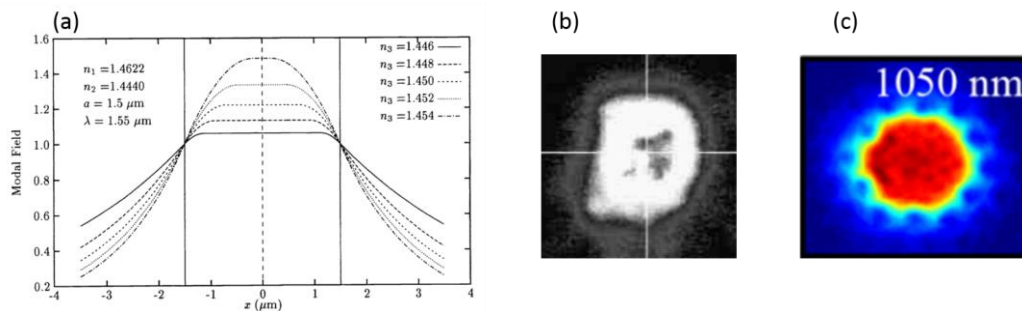 (a)
(b)
(c)
1.6
1.4
1.2
1.0
0.8
0.6
0.4
0.2
Modal Field
n₁ = 1.4622
n₂ = 1.4440
a = 1.5 μm
λ = 1.55 μm
n₃ = 1.446
n₃ = 1.448
n₃ = 1.450
n₃ = 1.452
n₃ = 1.454
-4
-3
-2
-1
0
1
2
3
4
x (μm)
1050 nm